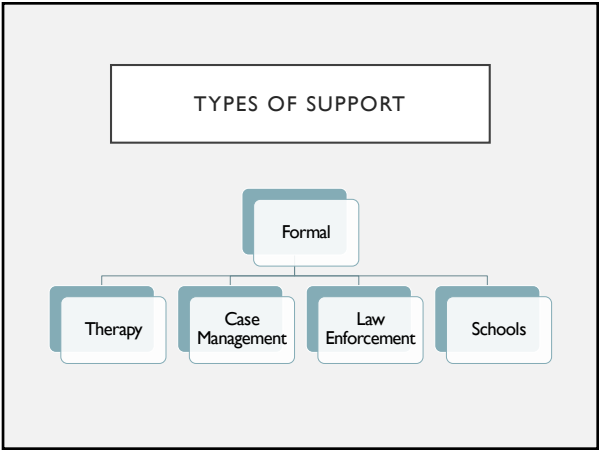 TYPES OF SUPPORT
Formal
Therapy
Case
Management
Law
Enforcement
Schools